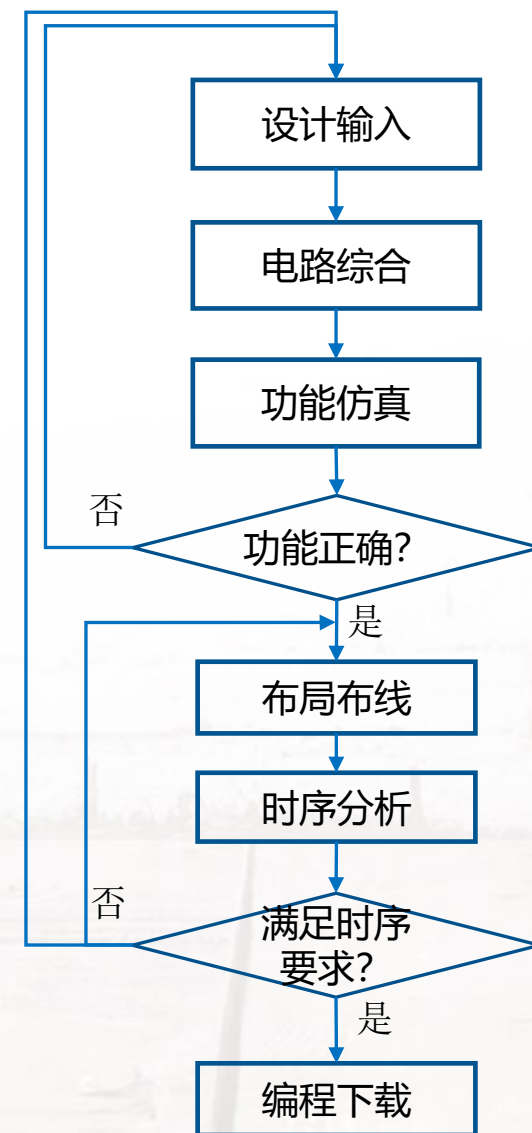 设计输入
电路综合
功能仿真
否
功能正确?
是
布局布线
时序分析
否
满足时序
要求?
是
编程下载